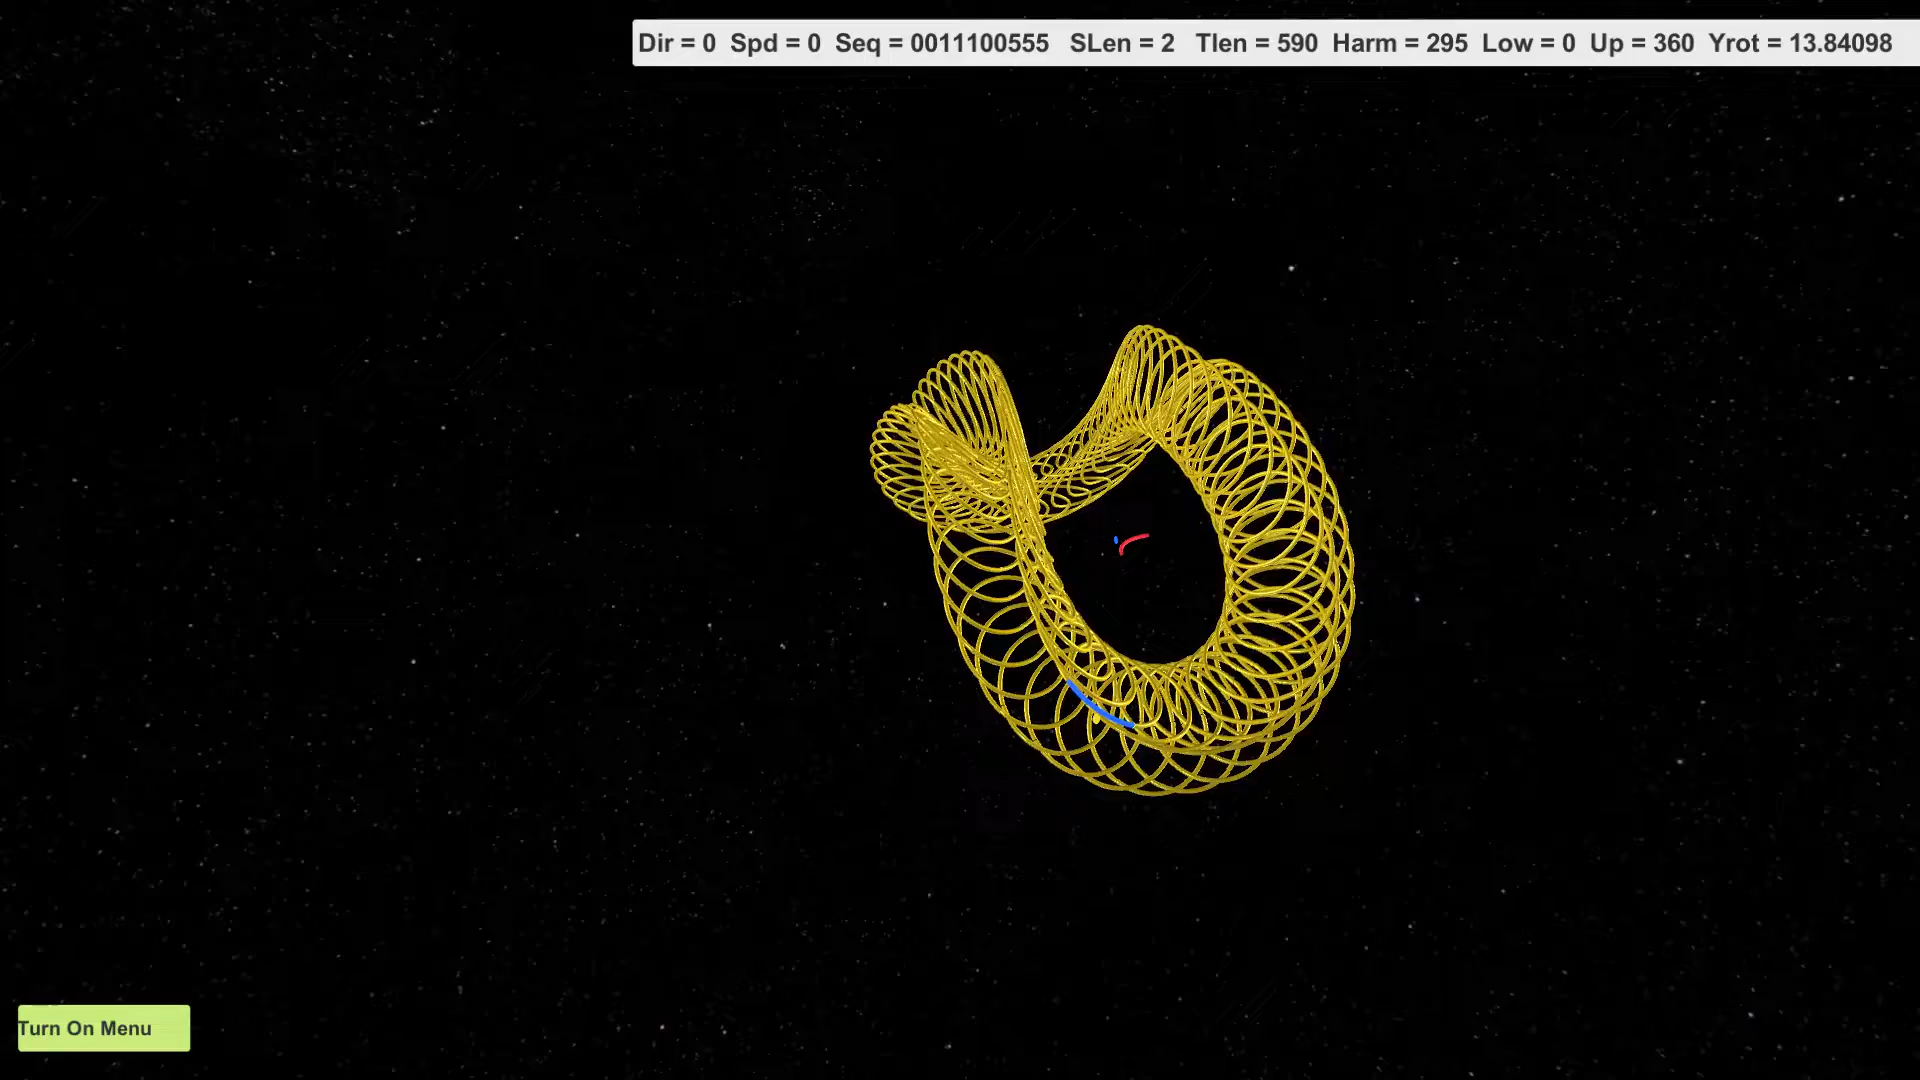 Dir = 0 Spd = 0 Seq = 0011100555 SLen = 2 Tlen = 590 Harm = 295 Low = 0 Up = 360 Yrot = 13.84098
Turn On Menu